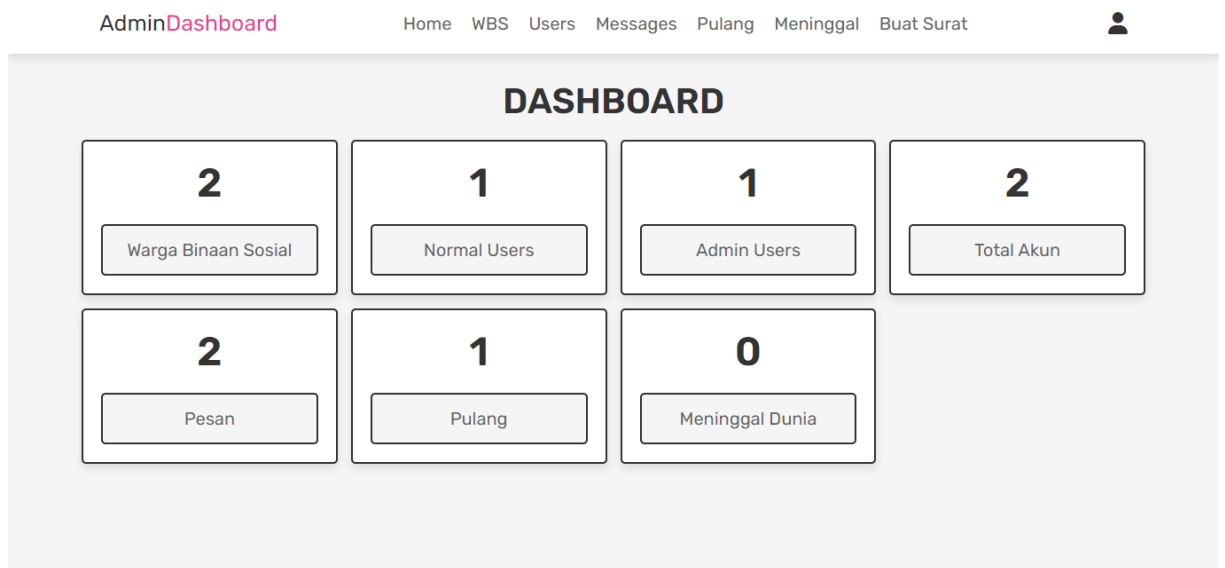 AdminDashboard Home WBS Users Messages Pulang Meninggal Buat Surat
DASHBOARD
2 1 1 2
Warga Binaan Sosial Normal Users Admin Users Total Akun
2 1 0
Pesan Pulang Meninggal Dunia